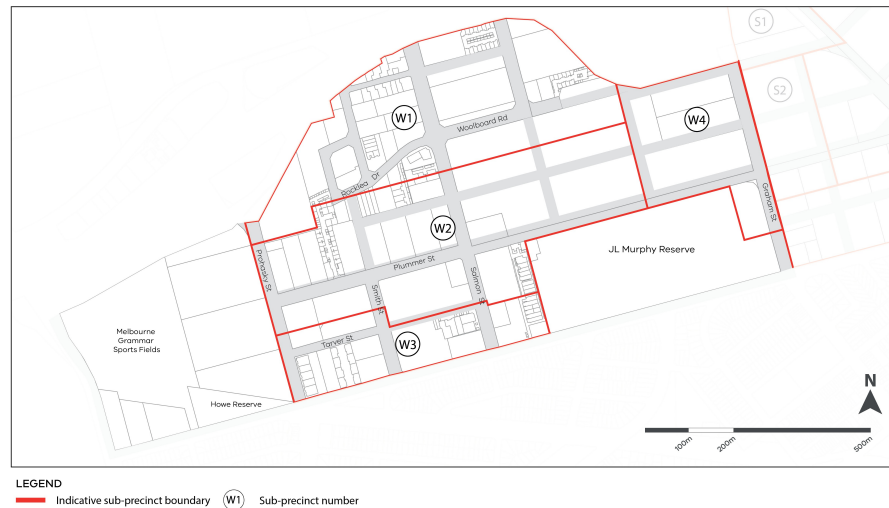 S1
S2
W1
W4
Woolboard Rd
Rocklea Dr
Graham St
W2
JL Murphy Reserve
Prohasky St
Plummer St
Salmon St
Smith St
Melbourne
Grammar
Sports Fields
Tarver St
W3
Howe Reserve
N
100m
200m
500m
LEGEND
Indicative sub-precinct boundary
W1
Sub-precinct number